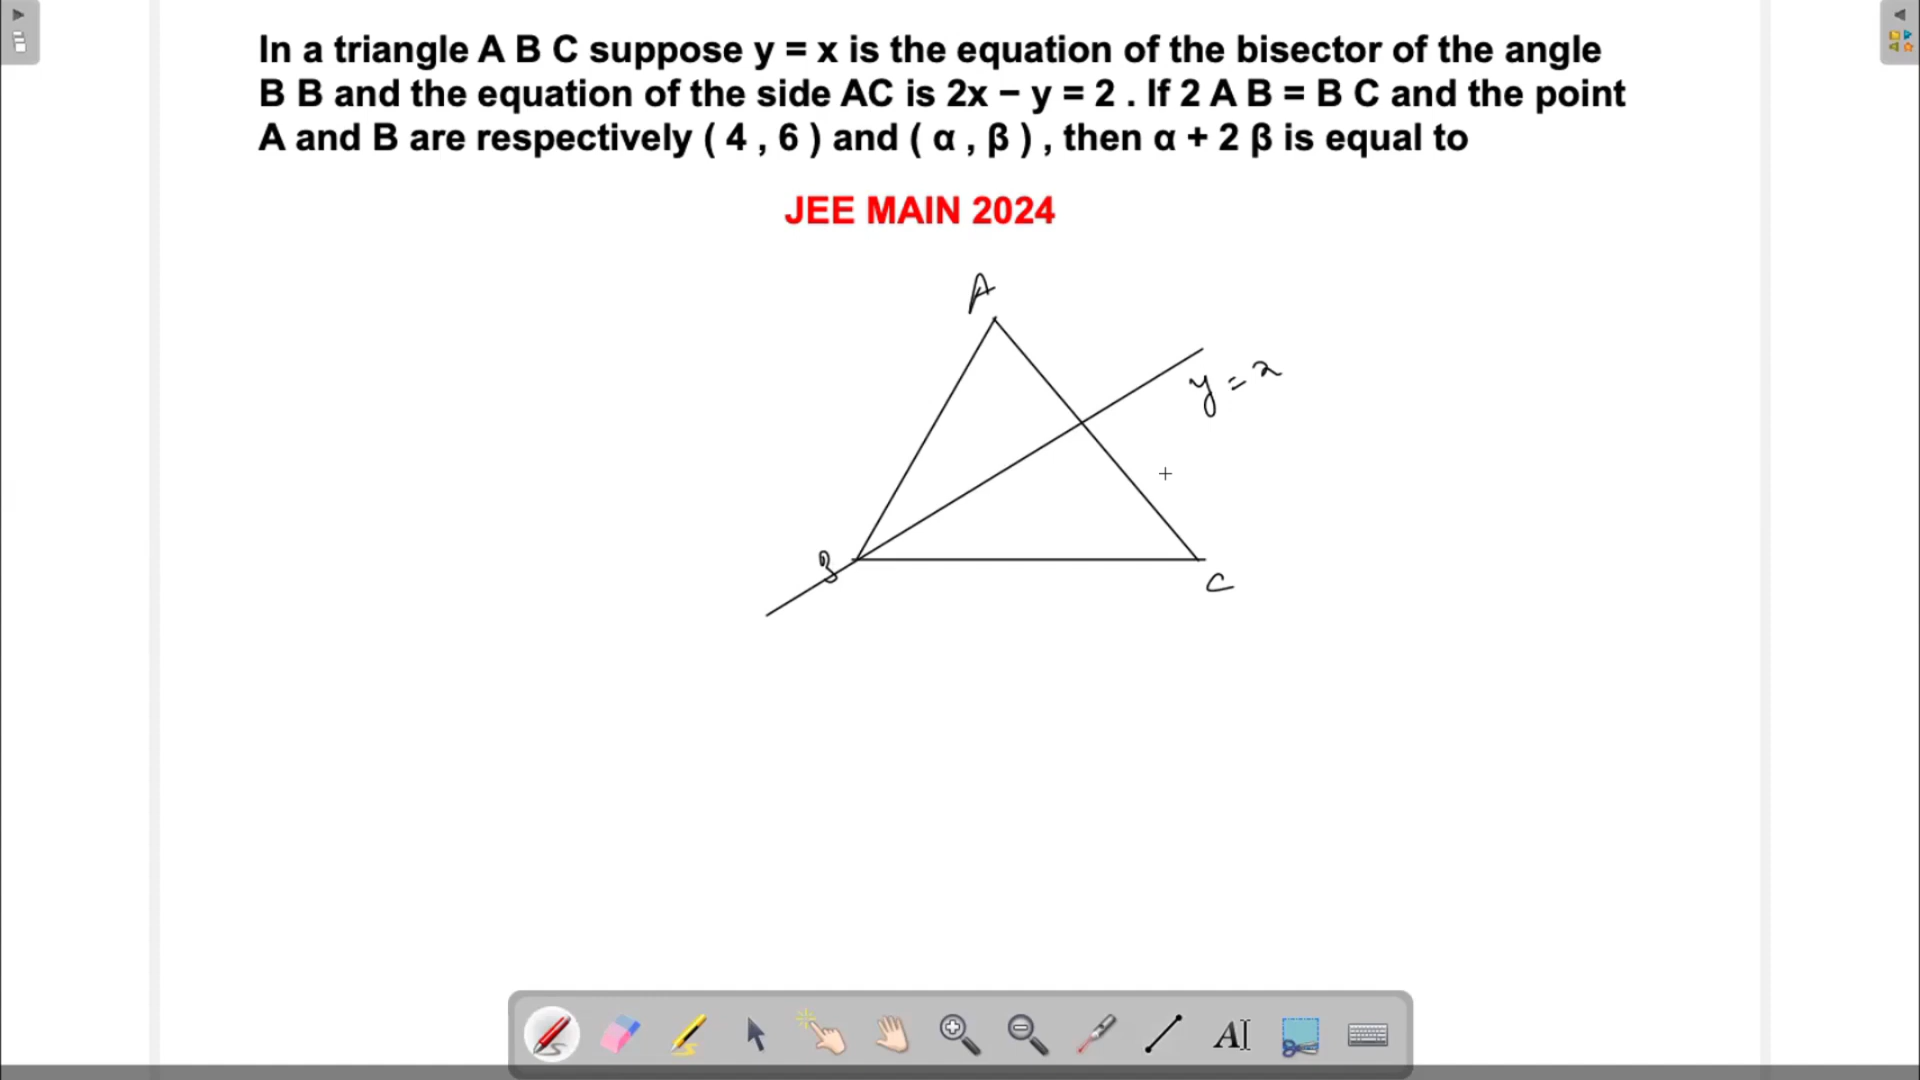 In a triangle A B C suppose y = x is the equation of the bisector of the angle
B B and the equation of the side AC is 2x − y = 2 . If 2 A B = B C and the point
A and B are respectively ( 4 , 6 ) and ( α , β ) , then α + 2 β is equal to
JEE MAIN 2024
A
y = x
B
C
AI